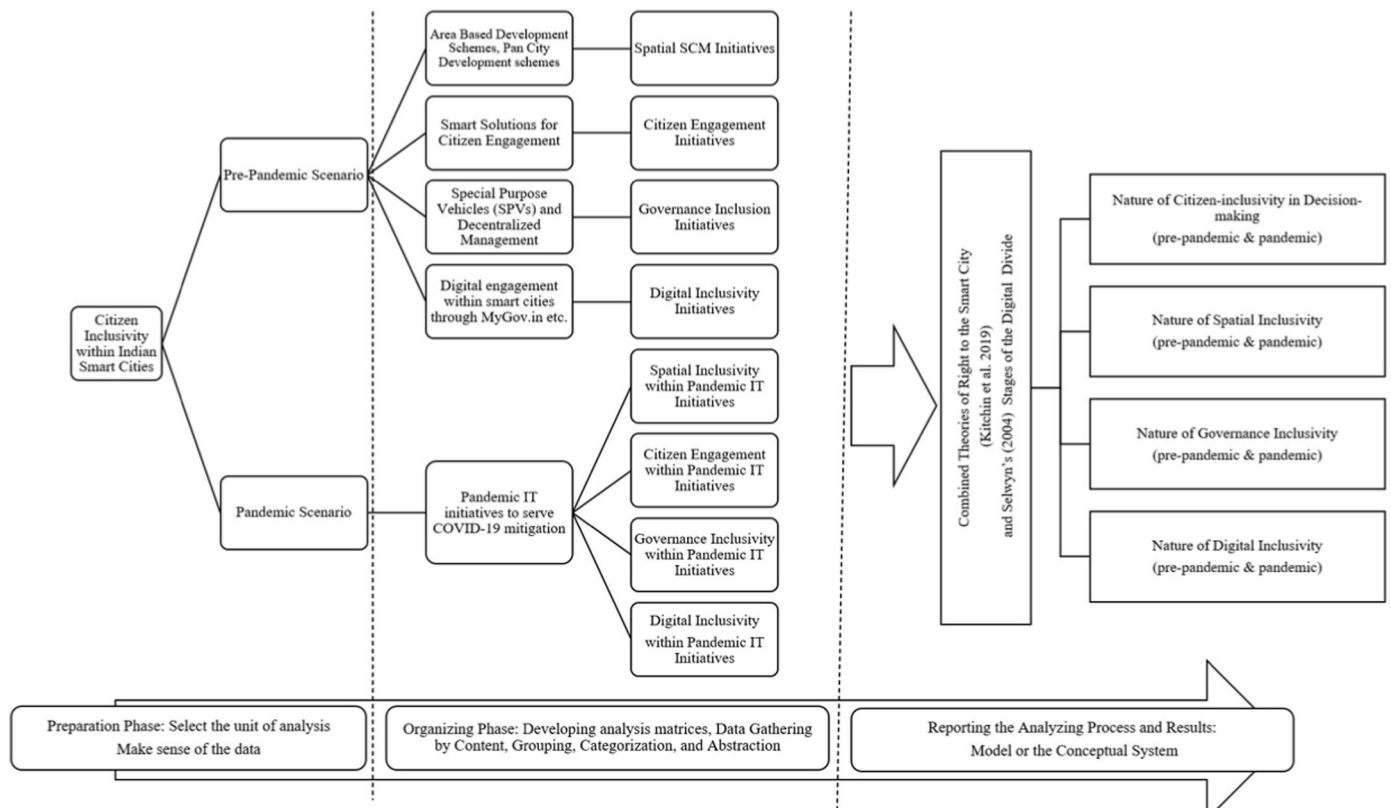 Citizen
Inclusivity
within Indian
Smart Cities
Pre-Pandemic Scenario
Pandemic Scenario
Area Based Development
Schemes, Pan City
Development schemes
Smart Solutions for
Citizen Engagement
Special Purpose
Vehicles (SPVs) and
Decentralized
Management
Digital engagement
within smart cities
through MyGov.in etc.
Pandemic IT
initiatives to serve
COVID-19 mitigation
Spatial SCM Initiatives
Citizen Engagement
Initiatives
Governance Inclusion
Initiatives
Digital Inclusivity
Initiatives
Spatial Inclusivity
within Pandemic IT
Initiatives
Citizen Engagement
within Pandemic IT
Initiatives
Governance Inclusivity
within Pandemic IT
Initiatives
Digital Inclusivity
within Pandemic IT
Initiatives
Combined Theories of Right to the Smart City
(Kitchin et al. 2019)
and Selwyn's (2004) Stages of the Digital Divide
Nature of Citizen-inclusivity in Decision-
making
(pre-pandemic & pandemic)
Nature of Spatial Inclusivity
(pre-pandemic & pandemic)
Nature of Governance Inclusivity
(pre-pandemic & pandemic)
Nature of Digital Inclusivity
(pre-pandemic & pandemic)
Preparation Phase: Select the unit of analysis
Make sense of the data
Organizing Phase: Developing analysis matrices, Data Gathering
by Content, Grouping, Categorization, and Abstraction
Reporting the Analyzing Process and Results:
Model or the Conceptual System